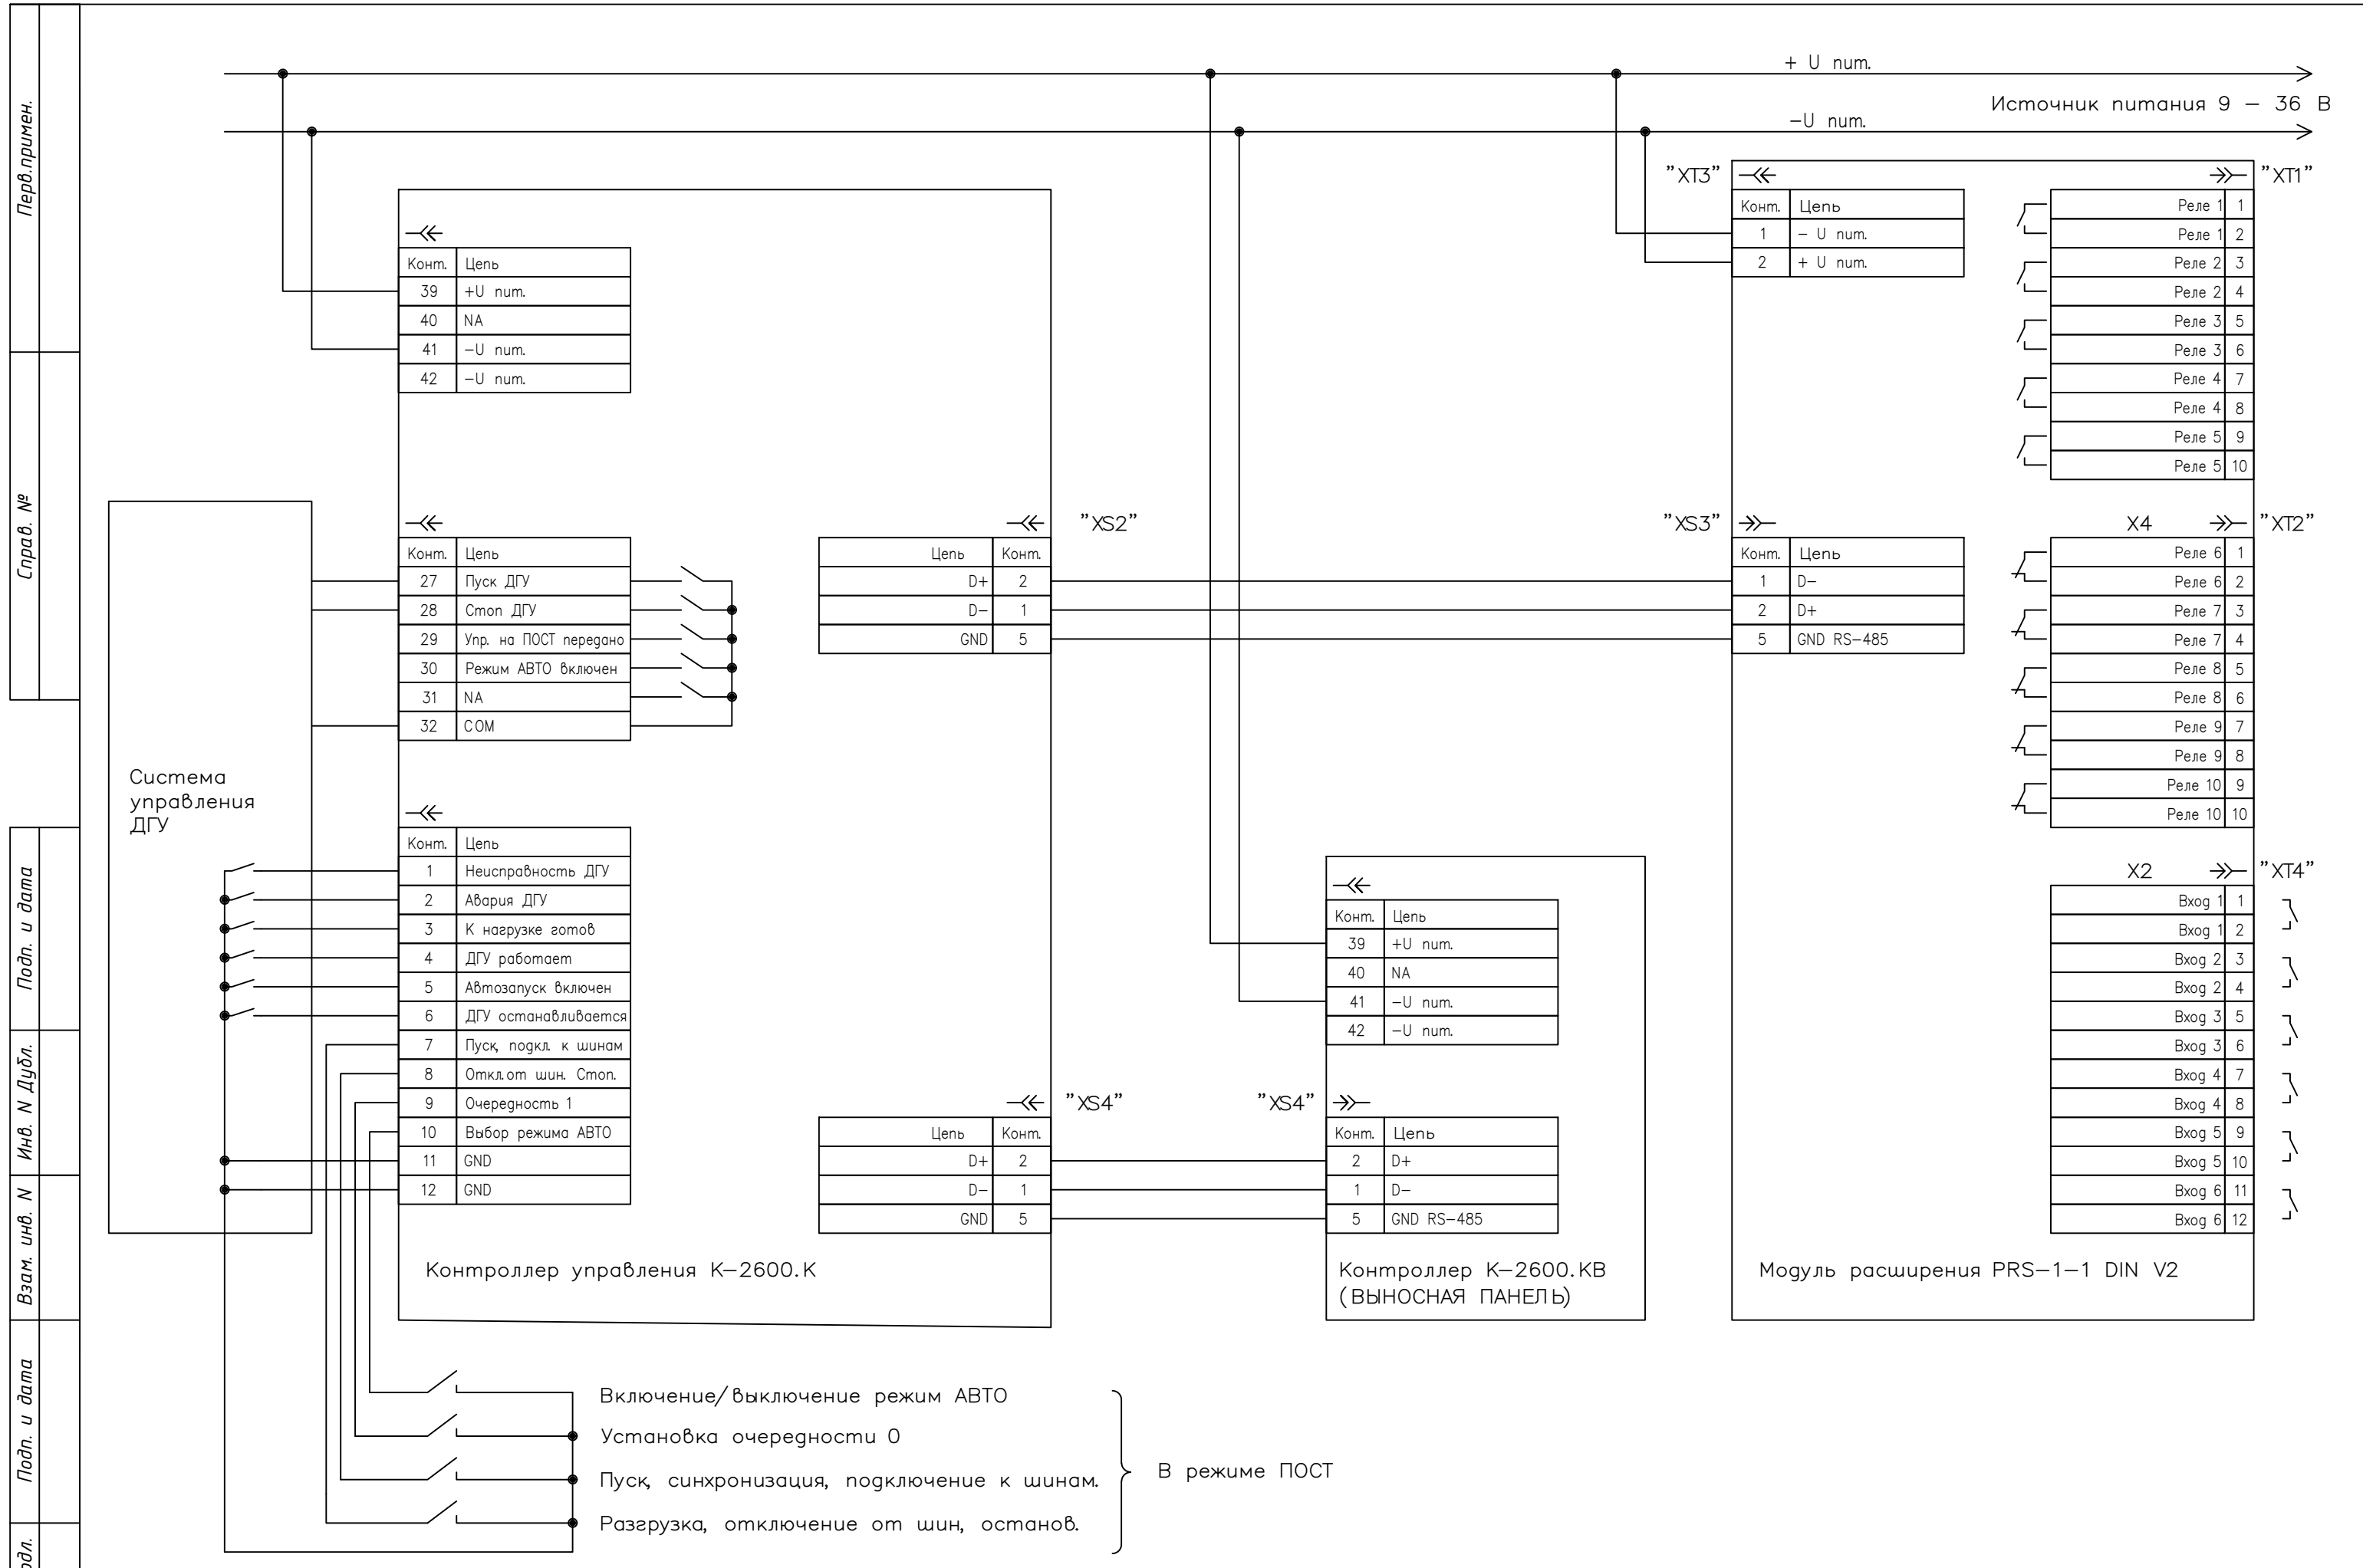 + U пит.
Источник питания 9 – 36 В
–U пит.
Перв.примен.
Справ. №
Подп. и дата
Инв. N Дубл.
Взам. инв. N
Подп. и дата
Конт. Цепь
39 +U пит.
40 NA
41 –U пит.
42 –U пит.
Конт. Цепь
27 Пуск ДГУ
28 Стоп ДГУ
29 Упр. на ПОСТ передано
30 Режим АВТО включен
31 NA
32 COM
Система
управления
ДГУ
Конт. Цепь
1 Неисправность ДГУ
2 Авария ДГУ
3 К нагрузке готов
4 ДГУ работает
5 Автозапуск включен
6 ДГУ останавливается
7 Пуск, подкл. к шинам
8 Откл.от шин. Стоп.
9 Очередность 1
10 Выбор режима АВТО
11 GND
12 GND
"XS2"
Цепь Конт.
D+ 2
D– 1
GND 5
"XS4"
Цепь Конт.
D+ 2
D– 1
GND 5
Контроллер управления К–2600.К
Конт. Цепь
39 +U пит.
40 NA
41 –U пит.
42 –U пит.
"XS4"
Конт. Цепь
2 D+
1 D–
5 GND RS–485
Контроллер К–2600.КВ
(ВЫНОСНАЯ ПАНЕЛЬ)
"XT3"
Конт. Цепь
1 – U пит.
2 + U пит.
"XS3"
Конт. Цепь
1 D–
2 D+
5 GND RS–485
"XT1"
Реле 1 1
Реле 1 2
Реле 2 3
Реле 2 4
Реле 3 5
Реле 3 6
Реле 4 7
Реле 4 8
Реле 5 9
Реле 5 10
X4 "XT2"
Реле 6 1
Реле 6 2
Реле 7 3
Реле 7 4
Реле 8 5
Реле 8 6
Реле 9 7
Реле 9 8
Реле 10 9
Реле 10 10
X2 "XT4"
Вход 1 1
Вход 1 2
Вход 2 3
Вход 2 4
Вход 3 5
Вход 3 6
Вход 4 7
Вход 4 8
Вход 5 9
Вход 5 10
Вход 6 11
Вход 6 12
Модуль расширения PRS–1–1 DIN V2
Включение/выключение режим АВТО
Установка очередности 0
Пуск, синхронизация, подключение к шинам.
Разгрузка, отключение от шин, останов.
В режиме ПОСТ